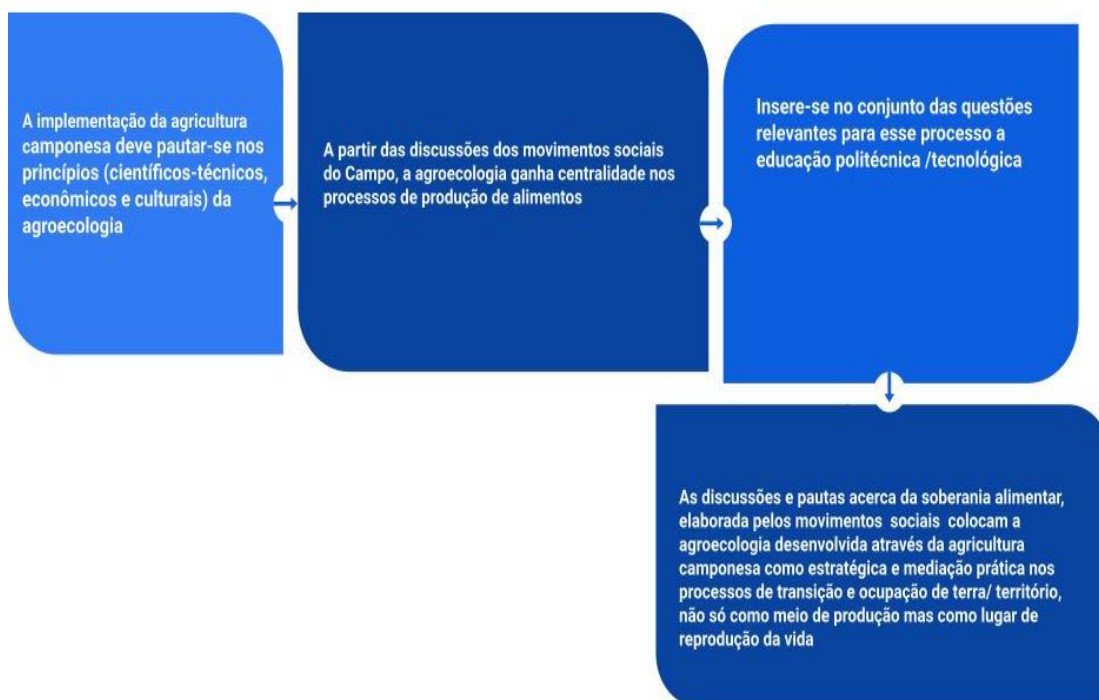 A implementação da agricultura
camponesa deve pautar-se nos
princípios (científicos-técnicos,
econômicos e culturais) da
agroecologia
A partir das discussões dos movimentos sociais
do Campo, a agroecologia ganha centralidade nos
processos de produção de alimentos
Insere-se no conjunto das questões
relevantes para esse processo a
educação politécnica /tecnológica
As discussões e pautas acerca da soberania alimentar,
elaborada pelos movimentos sociais colocam a
agroecologia desenvolvida através da agricultura
camponesa como estratégica e mediação prática nos
processos de transição e ocupação de terra/ território,
não só como meio de produção mas como lugar de
reprodução da vida